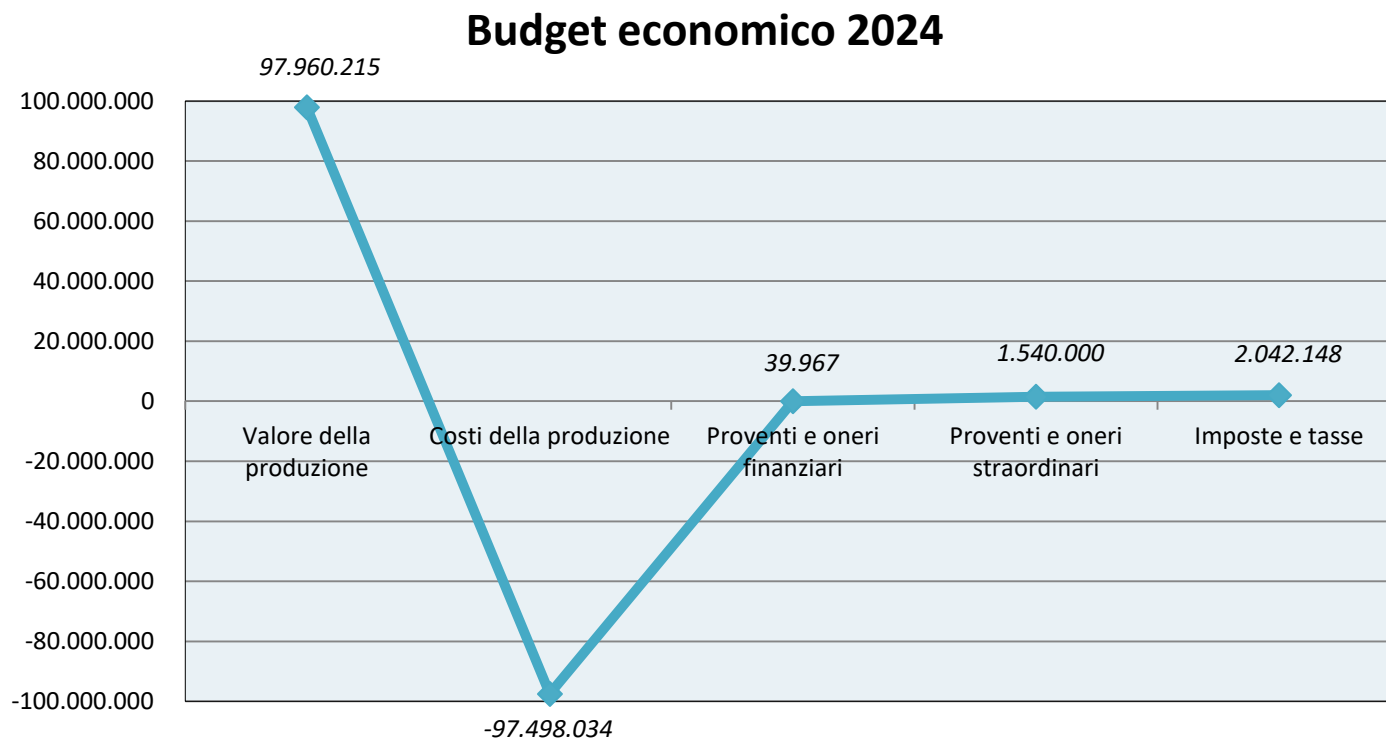 Budget economico 2024
97.960.215
100.000.000
80.000.000
60.000.000
40.000.000
20.000.000
0
-20.000.000
-40.000.000
-60.000.000
-80.000.000
-100.000.000
39.967
1.540.000
2.042.148
Valore della
produzione
Costi della produzione
Proventi e oneri
finanziari
Proventi e oneri
straordinari
Imposte e tasse
-97.498.034